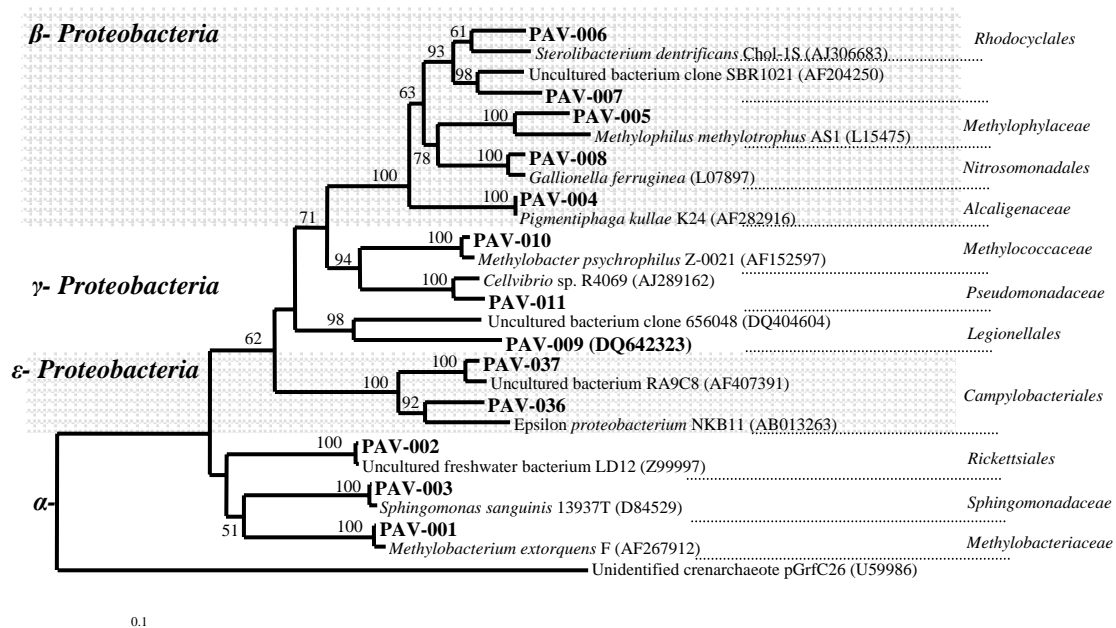 β- Proteobacteria
61
PAV-006
Rhodocyclales
93
Sterolibacterium dentrificans Chol-1S (AJ306683)
Uncultured bacterium clone SBR1021 (AF204250)
98
PAV-007
63
100
PAV-005
Methylophylaceae
Methylophilus methylotrophus AS1 (L15475)
78
100
PAV-008
Nitrosomonadales
Gallionella ferruginea (L07897)
100
PAV-004
Alcaligenaceae
Pigmentiphaga kullae K24 (AF282916)
71
100
PAV-010
Methylococcaceae
94
Methylobacter psychrophilus Z-0021 (AF152597)
γ- Proteobacteria
100
Cellvibrio sp. R4069 (AJ289162)
PAV-011
Pseudomonadaceae
98
Uncultured bacterium clone 656048 (DQ404604)
Legionellales
62
PAV-009 (DQ642323)
ε- Proteobacteria
100
PAV-037
100
Uncultured bacterium RA9C8 (AF407391)
Campylobacteriales
92
PAV-036
Epsilon proteobacterium NKB11 (AB013263)
100
PAV-002
Rickettsiales
Uncultured freshwater bacterium LD12 (Z99997)
α-
100
PAV-003
Sphingomonadaceae
Sphingomonas sanguinis 13937T (D84529)
51
100
PAV-001
Methylobacteriaceae
Methylobacterium extorquens F (AF267912)
Unidentified crenarchaeote pGrfC26 (U59986)
0.1